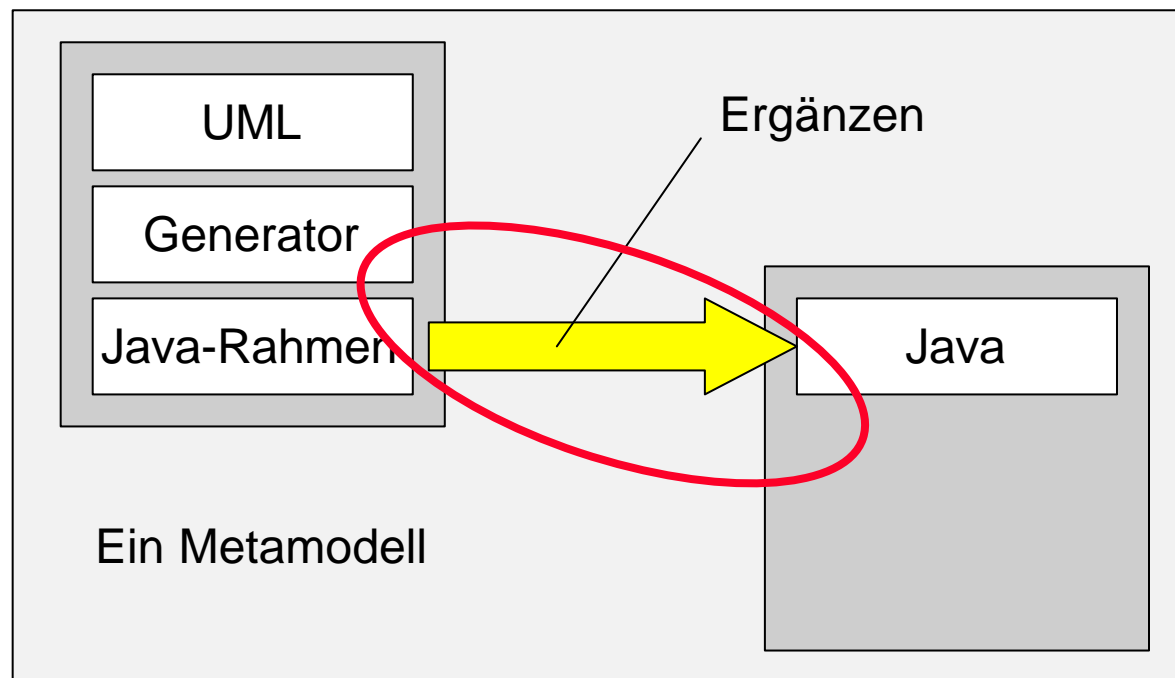 UML
Generator
Java-Rahmen
Ergänzen
Java
Ein Metamodell